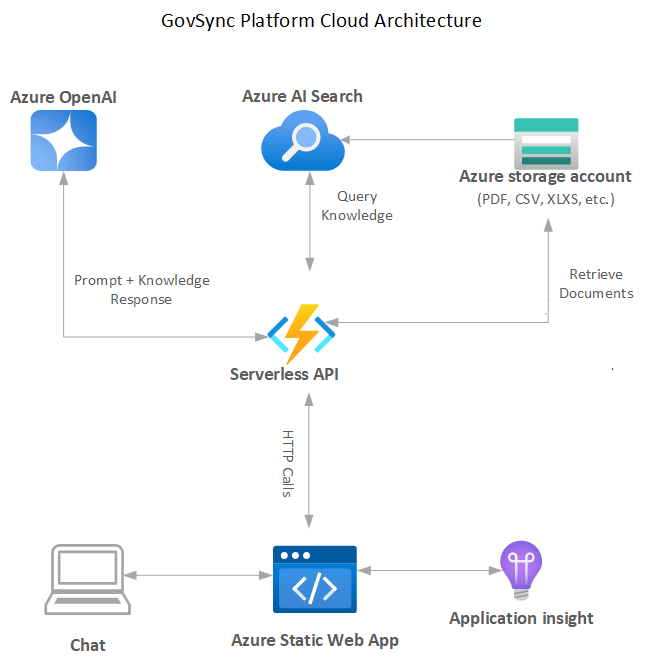 GovSync Platform Cloud Architecture
Azure OpenAI
Azure AI Search
Azure storage account
(PDF, CSV, XLXS, etc.)
Query
Knowledge
Prompt + Knowledge
Response
Retrieve
Documents
Serverless API
HTTP Calls
Chat
Azure Static Web App
Application insight